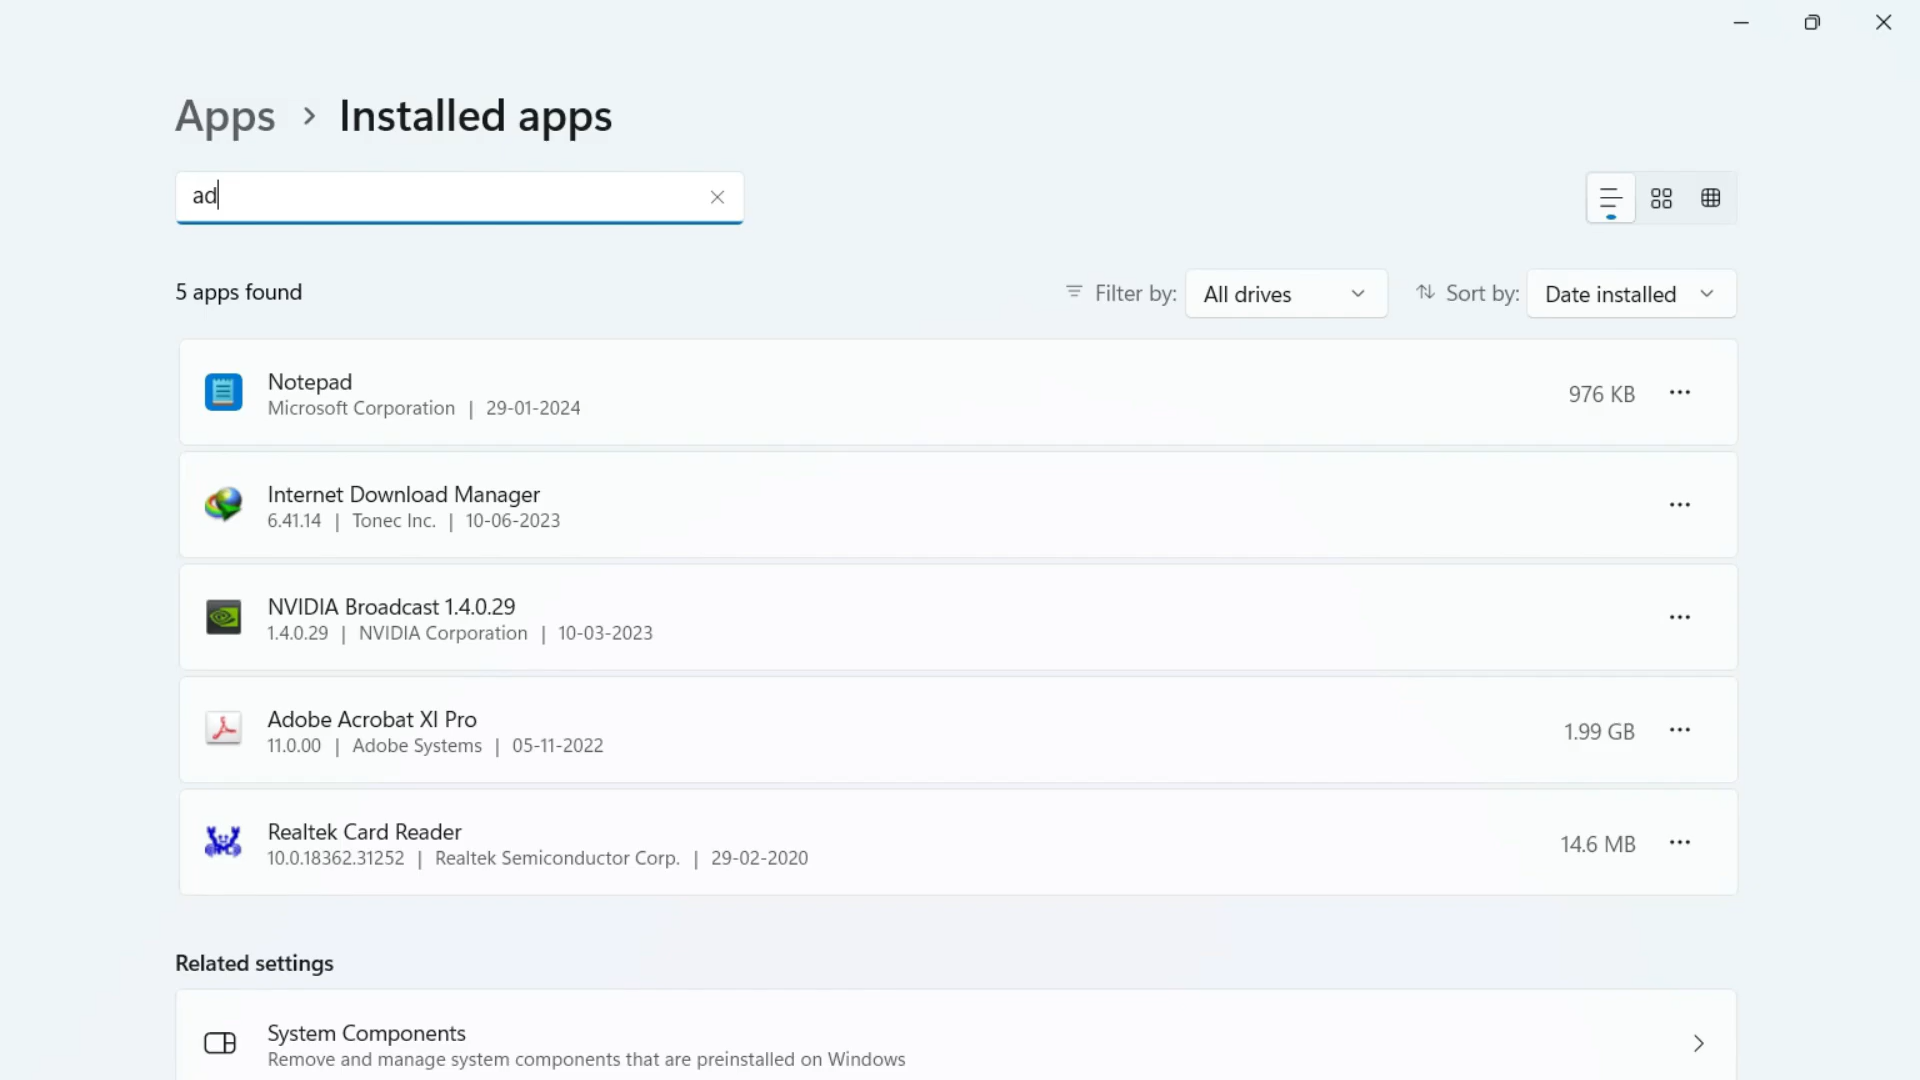 Apps > Installed apps
ad
5 apps found
Filter by: All drives
Sort by: Date installed
Notepad
Microsoft Corporation | 29-01-2024
976 KB
Internet Download Manager
6.41.14 | Tonec Inc. | 10-06-2023
NVIDIA Broadcast 1.4.0.29
1.4.0.29 | NVIDIA Corporation | 10-03-2023
Adobe Acrobat XI Pro
11.0.00 | Adobe Systems | 05-11-2022
1.99 GB
Realtek Card Reader
10.0.18362.31252 | Realtek Semiconductor Corp. | 29-02-2020
14.6 MB
Related settings
System Components
Remove and manage system components that are preinstalled on Windows